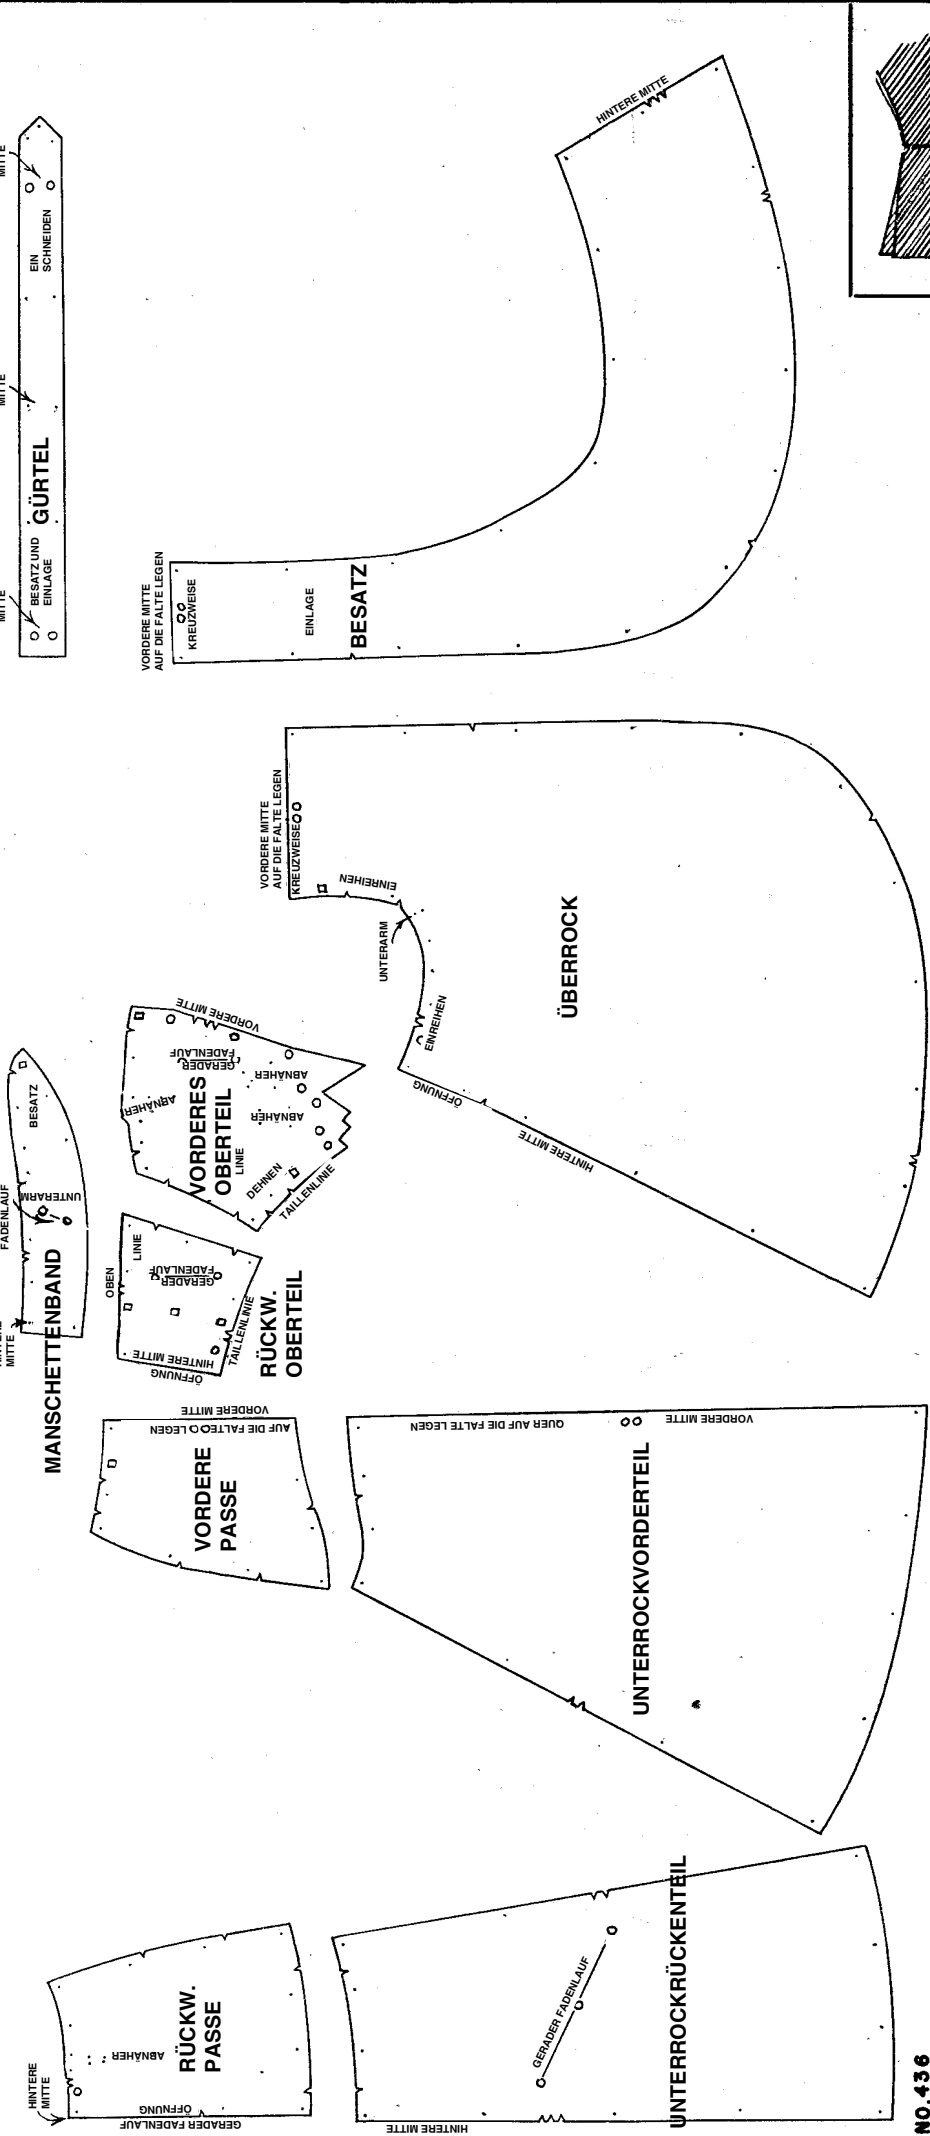 HINTERE
MITTE
ABNÄHER
RÜCKW.
PASSE
ÖFFNUNG
GERADER FADENLAUF
HINTERE MITTE
GERADER FADENLAUF
UNTERROCKRÜCKENTEIL
NO.436
VORDERE MITTE
AUF DIE FALTE LEGEN
VORDERE
PASSE
QUER AUF DIE FALTE LEGEN
VORDERE MITTE
UNTERROCKVORDERTEIL
MITTE
FADENLAUF
BESATZ
UNTERARM
MANSCHETTENBAND
OBEN
LINIE
GERADER
FADENLAUF
HINTERE MITTE
ÖFFNUNG
TAILLENLINIE
RÜCKW.
OBERTEIL
VORDERE MITTE
GERADER
FADENLAUF
ABNÄHER
ABNÄHER
ABNÄHER
VORDERES
OBERTEIL
LINIE
DEHNEN
TAILLENLINIE
VORDERE MITTE
AUF DIE FALTE LEGEN
KREUZWEISE
EINREIHEN
UNTERARM
EINREIHEN
ÖFFNUNG
HINTERE MITTE
ÜBERROCK
MITTE
MITTE
MITTE
BESATZ UND
EINLAGE
GÜRTEL
EIN
SCHNEIDEN
VORDERE MITTE
AUF DIE FALTE LEGEN
KREUZWEISE
EINLAGE
BESATZ
HINTERE MITTE